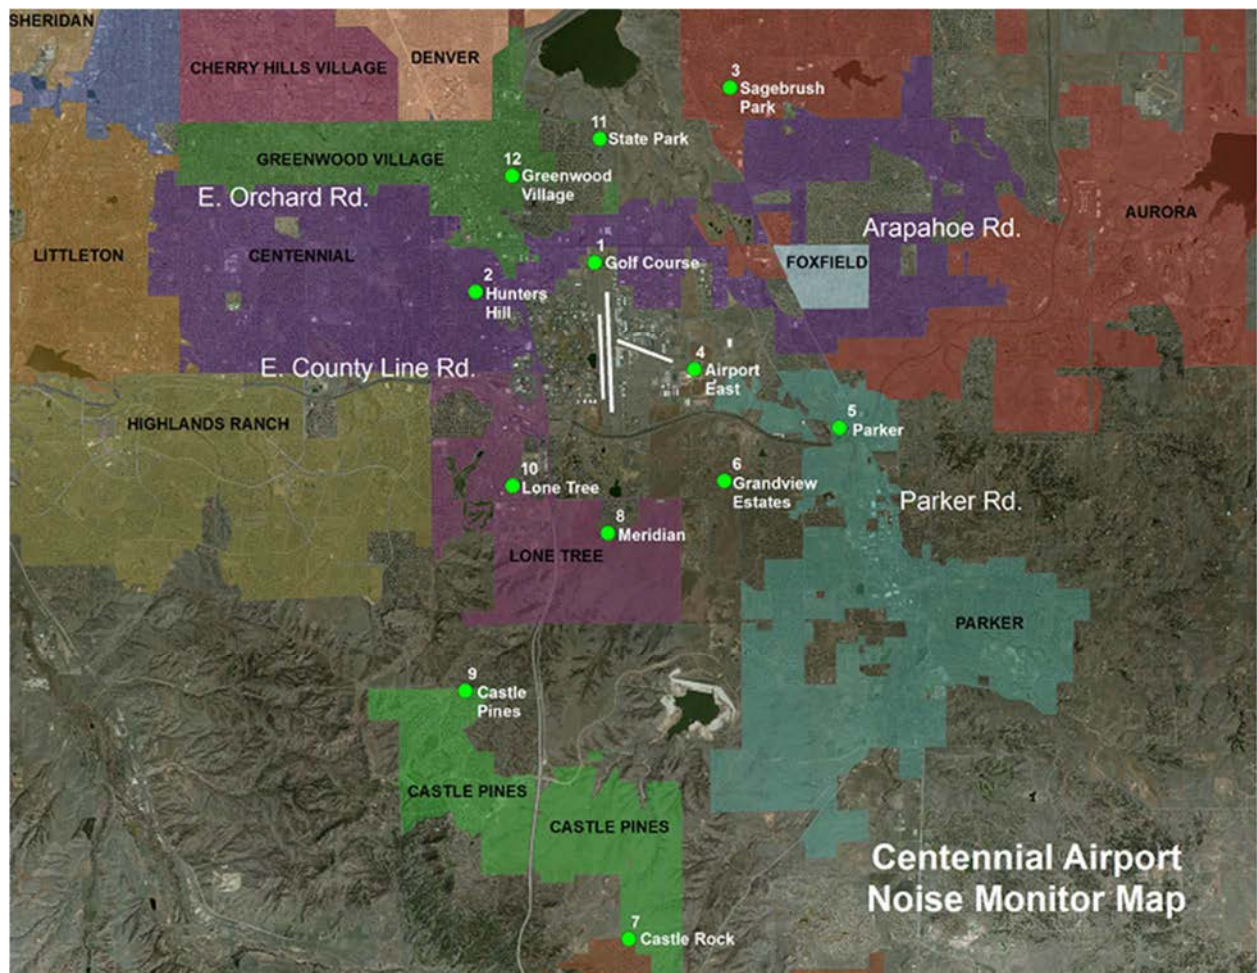 SHERIDAN
CHERRY HILLS VILLAGE
DENVER
3
Sagebrush
Park
11
State Park
GREENWOOD VILLAGE
12
Greenwood
Village
E. Orchard Rd.
Arapahoe Rd.
AURORA
LITTLETON
CENTENNIAL
1
Golf Course
FOXFIELD
2
Hunters
Hill
E. County Line Rd.
4
Airport
East
HIGHLANDS RANCH
5
Parker
10
Lone Tree
6
Grandview
Estates
Parker Rd.
8
Meridian
LONE TREE
PARKER
9
Castle
Pines
CASTLE PINES
CASTLE PINES
Centennial Airport
Noise Monitor Map
7
Castle Rock